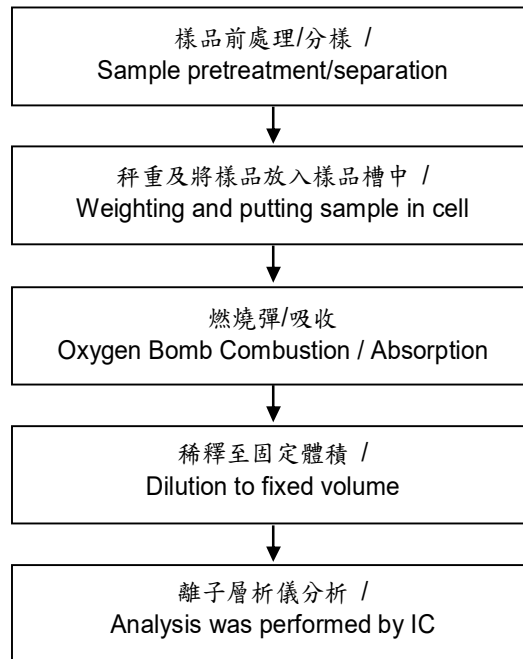 樣品前處理/分樣 /
Sample pretreatment/separation
秤重及將樣品放入樣品槽中 /
Weighting and putting sample in cell
燃燒彈/吸收
Oxygen Bomb Combustion / Absorption
稀釋至固定體積 /
Dilution to fixed volume
離子層析儀分析 /
Analysis was performed by IC